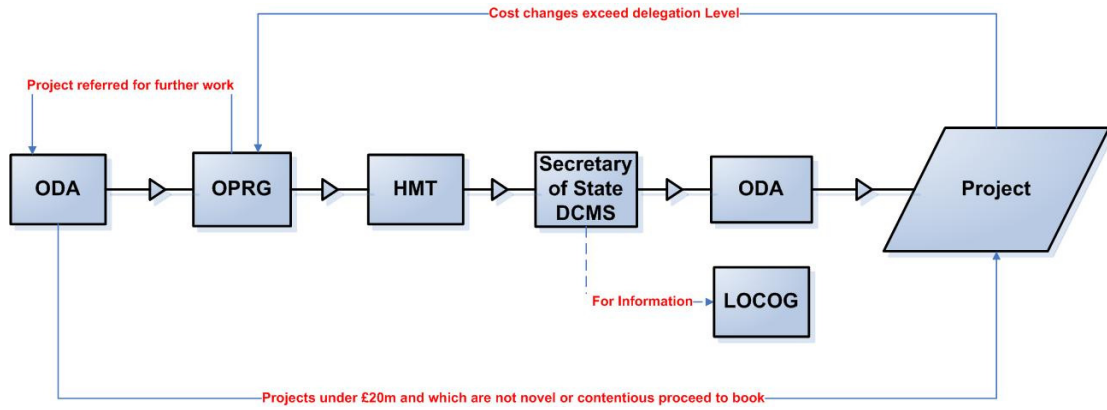 Cost changes exceed delegation Level
Project referred for further work
ODA
OPRG
HMT
Secretary
of State
DCMS
ODA
Project
For Information
LOCOG
Projects under £20m and which are not novel or contentious proceed to book